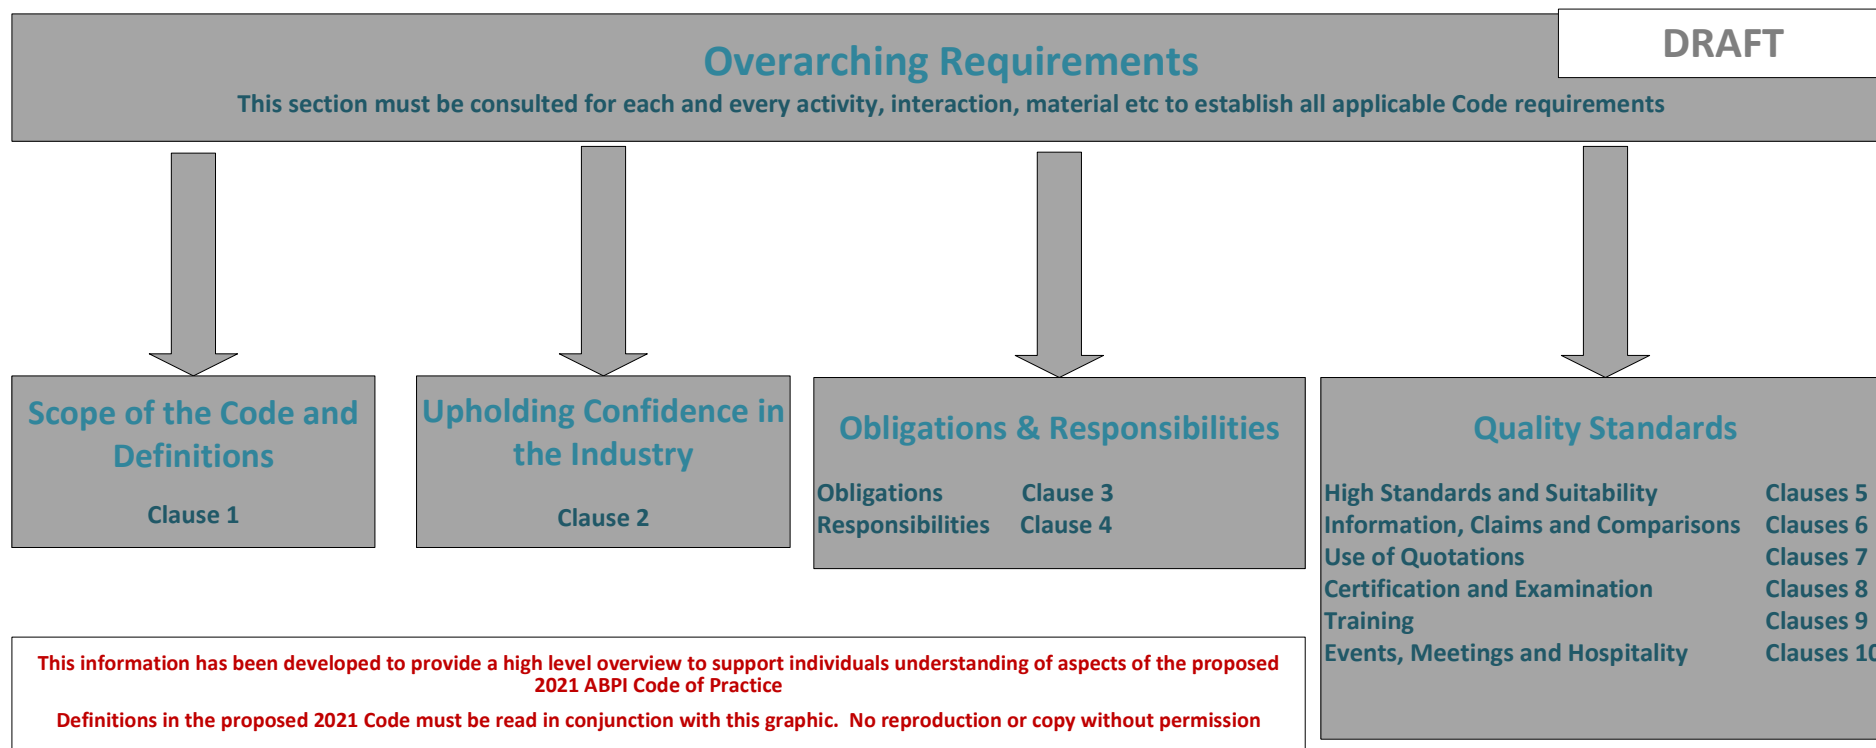 DRAFT
Overarching Requirements
This section must be consulted for each and every activity, interaction, material etc to establish all applicable Code requirements
Scope of the Code and
Definitions
Clause 1
Upholding Confidence in
the Industry
Clause 2
Obligations & Responsibilities
Obligations Clause 3
Responsibilities Clause 4
Quality Standards
High Standards and Suitability Clauses 5
Information, Claims and Comparisons Clauses 6
Use of Quotations Clauses 7
Certification and Examination Clauses 8
Training Clauses 9
Events, Meetings and Hospitality Clauses 10
This information has been developed to provide a high level overview to support individuals understanding of aspects of the proposed
2021 ABPI Code of Practice
Definitions in the proposed 2021 Code must be read in conjunction with this graphic. No reproduction or copy without permission